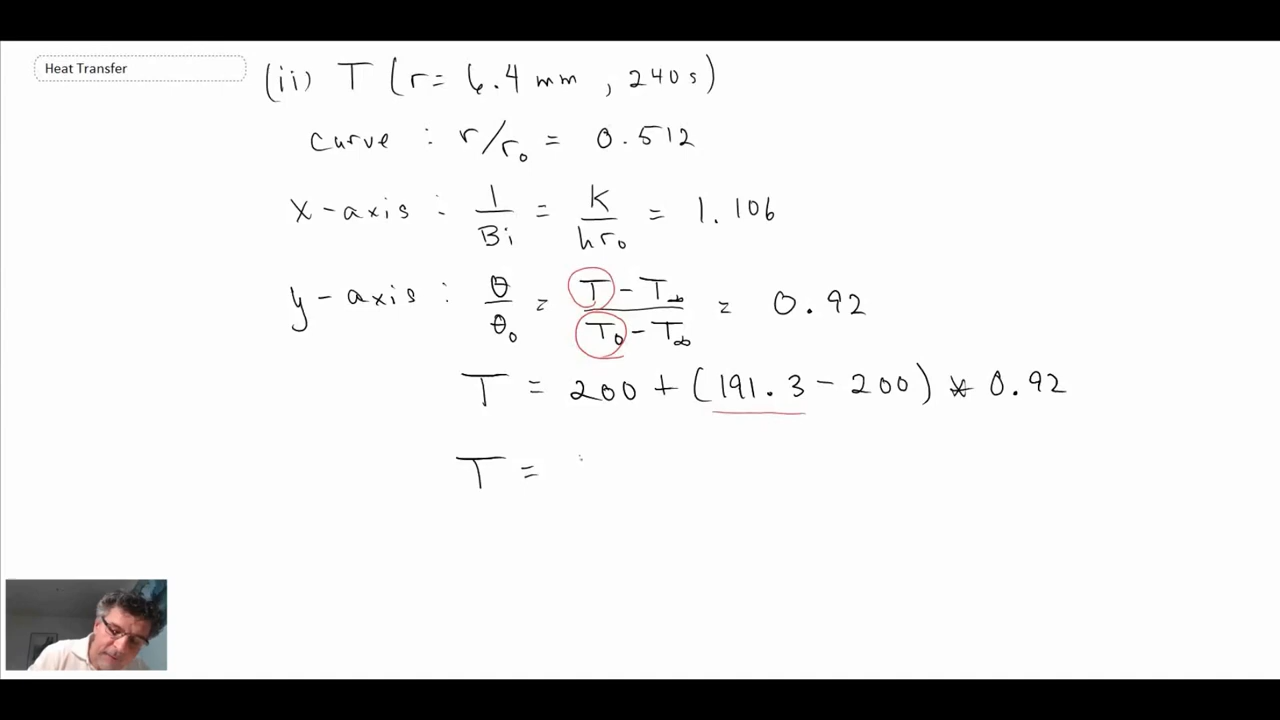 Heat Transfer
(ii) T (r= 6.4 mm , 240s)
curve : r/r₀ = 0.512
x-axis : 1/Bi = k/hr₀ = 1.106
y-axis : θ/θ₀ = T-T∞/T₀-T∞ = 0.92
T = 200 + (191.3 - 200) * 0.92
T =